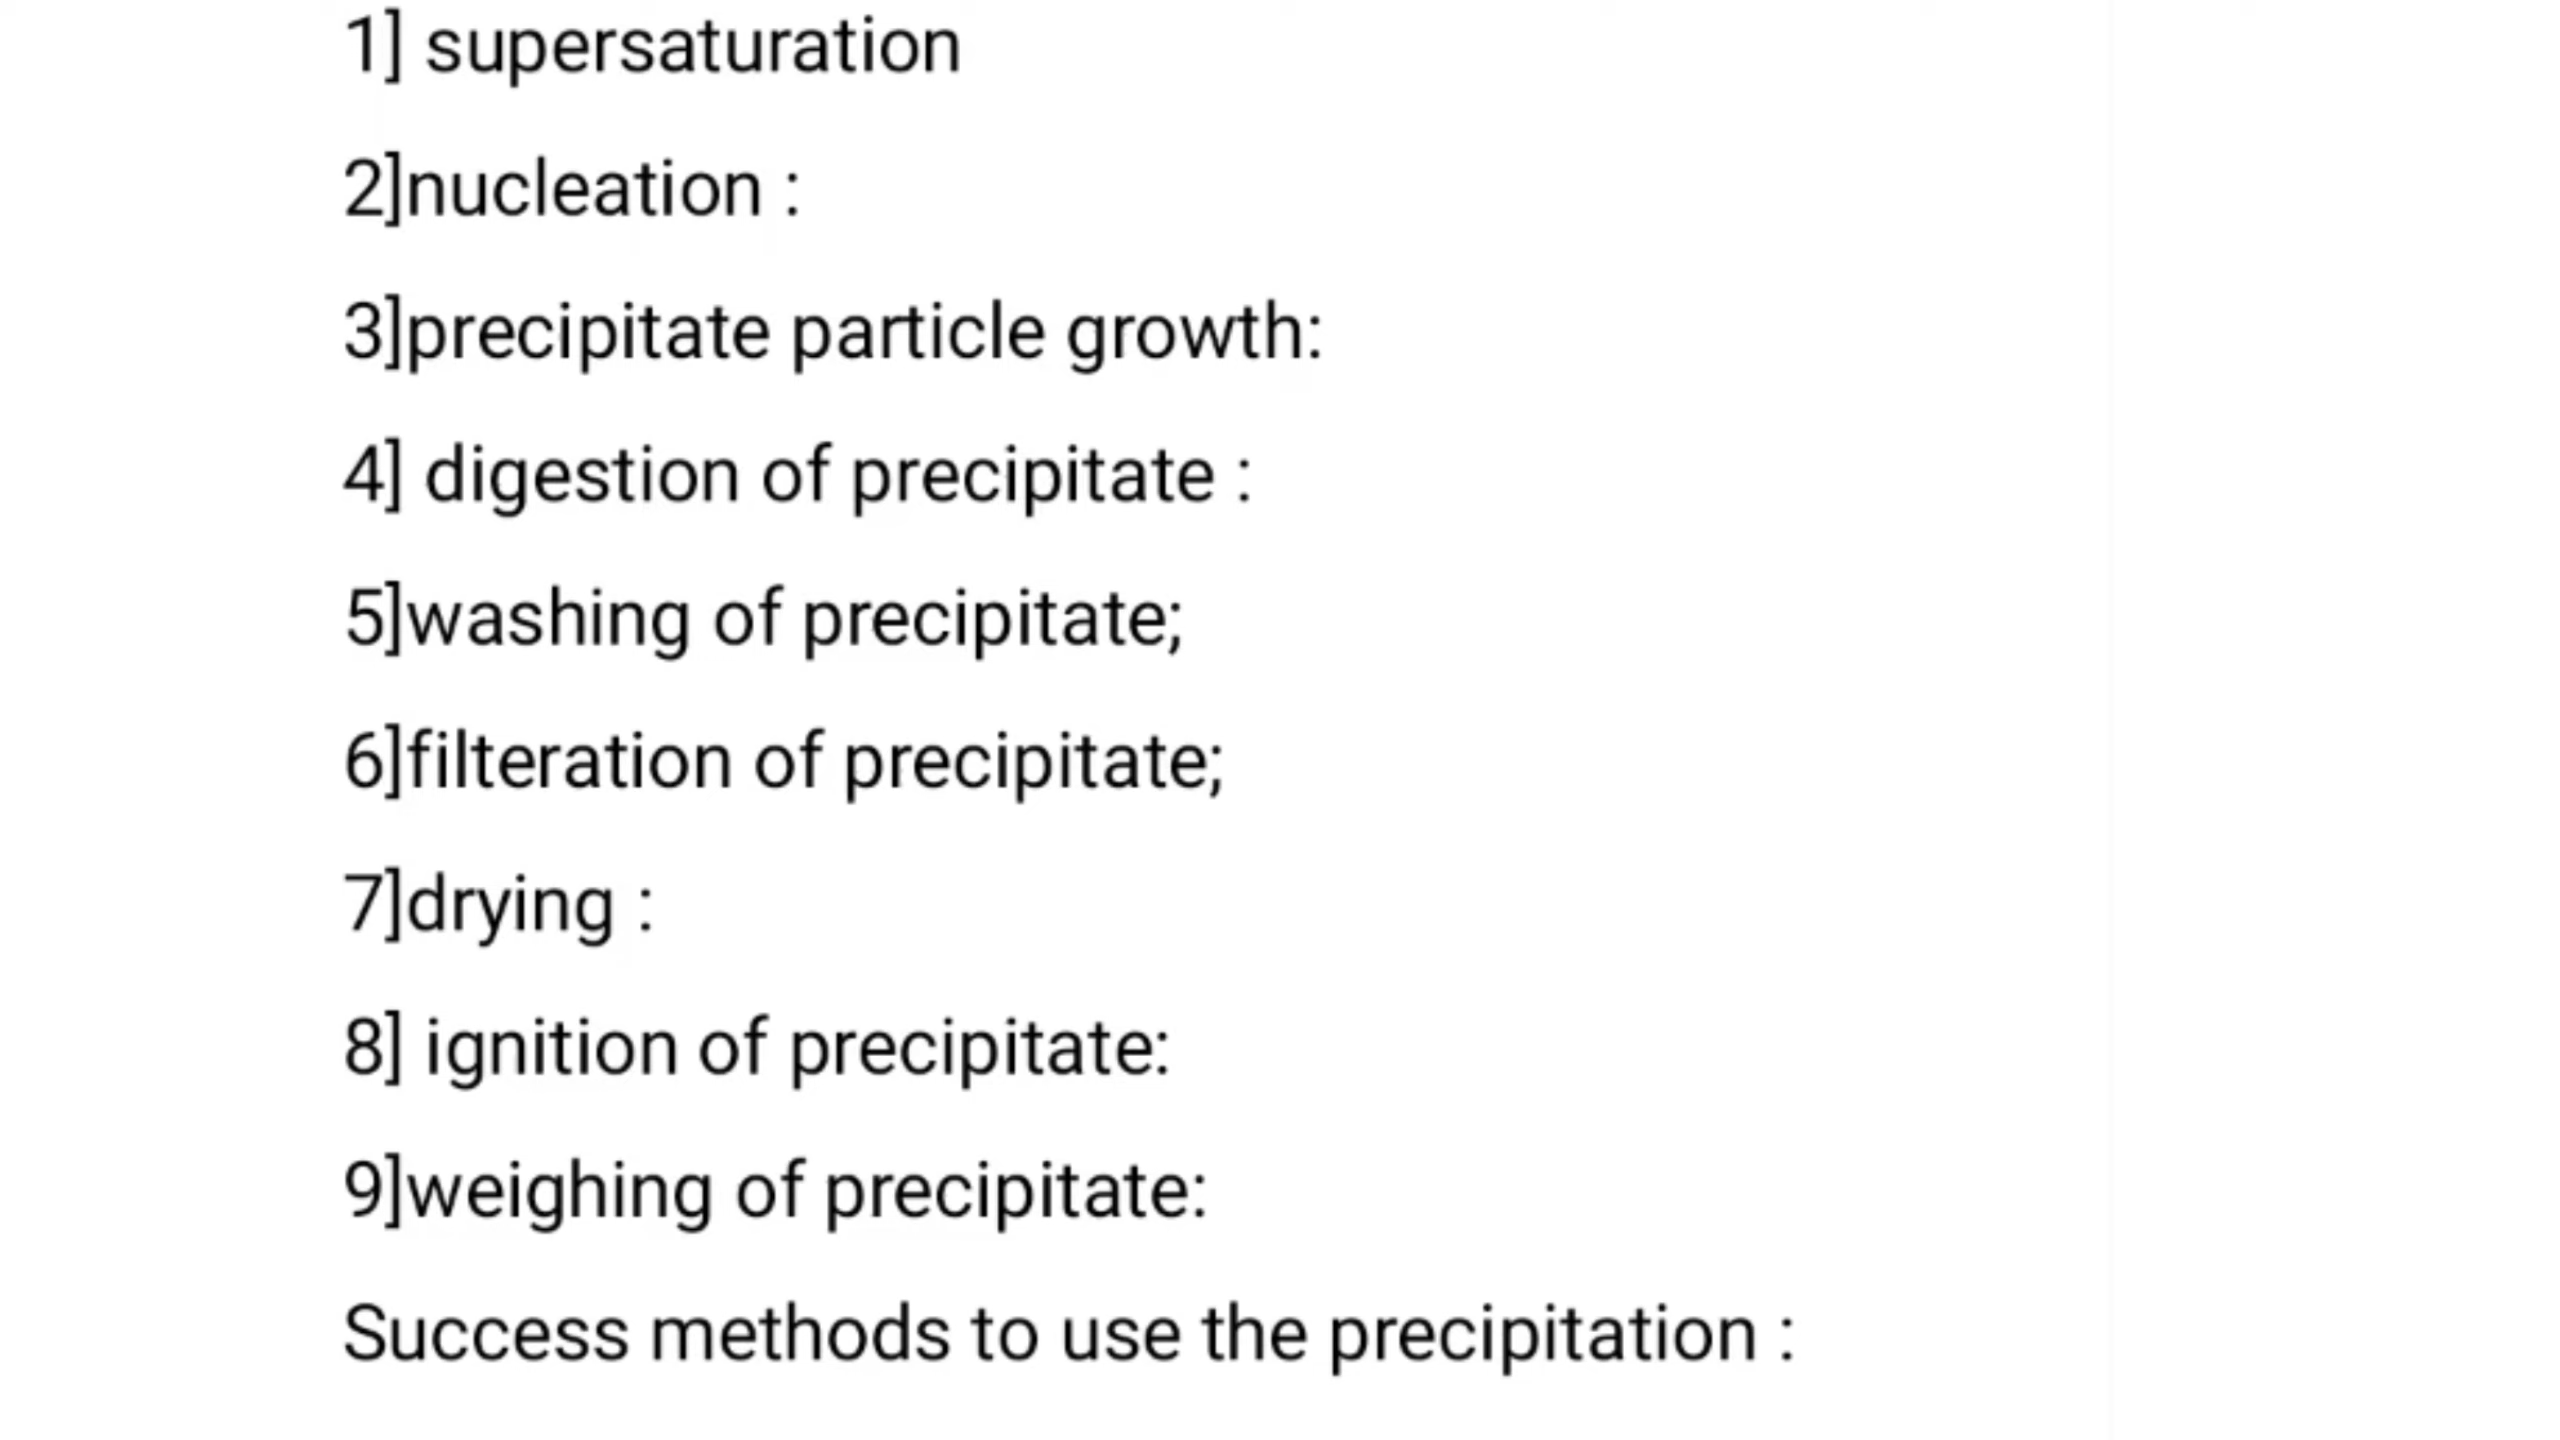 1] supersaturation
2]nucleation :
3]precipitate particle growth:
4] digestion of precipitate :
5]washing of precipitate;
6]filteration of precipitate;
7]drying :
8] ignition of precipitate:
9]weighing of precipitate:
Success methods to use the precipitation :